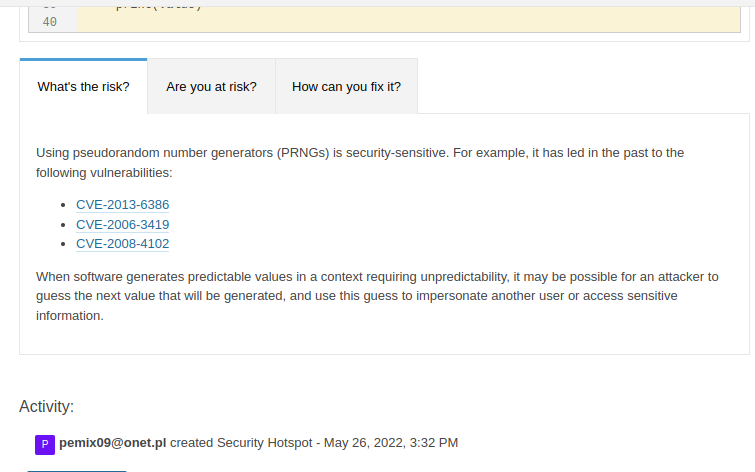 40
What's the risk?
Are you at risk?
How can you fix it?
Using pseudorandom number generators (PRNGs) is security-sensitive. For example, it has led in the past to the
following vulnerabilities:
CVE-2013-6386
CVE-2006-3419
CVE-2008-4102
When software generates predictable values in a context requiring unpredictability, it may be possible for an attacker to
guess the next value that will be generated, and use this guess to impersonate another user or access sensitive
information.
Activity:
P pemix09@onet.pl created Security Hotspot - May 26, 2022, 3:32 PM